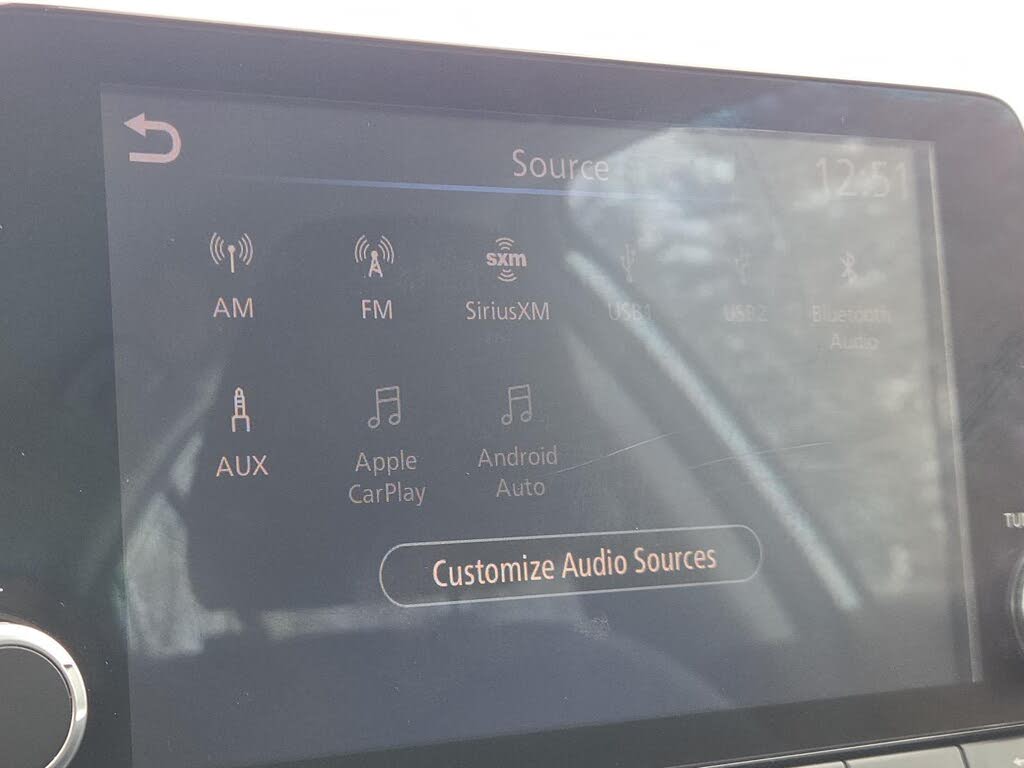 Source
12:51
sxm
AM
FM
SiriusXM
USB1
USB2
Bluetooth
Audio
AUX
Apple
CarPlay
Android
Auto
Customize Audio Sources